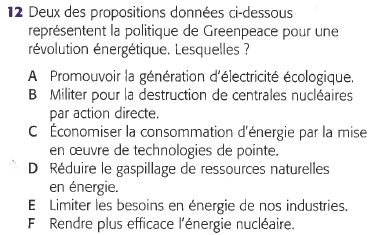 12 Deux des propositions données ci-dessous
représentent la politique de Greenpeace pour une
révolution énergétique. Lesquelles ?
A Promouvoir la génération d'électricité écologique.
B Militer pour la destruction de centrales nucléaires
par action directe.
C Économiser la consommation d'énergie par la mise
en œuvre de technologies de pointe.
D Réduire le gaspillage de ressources naturelles
en énergie.
E Limiter les besoins en énergie de nos industries.
F Rendre plus efficace l'énergie nucléaire.